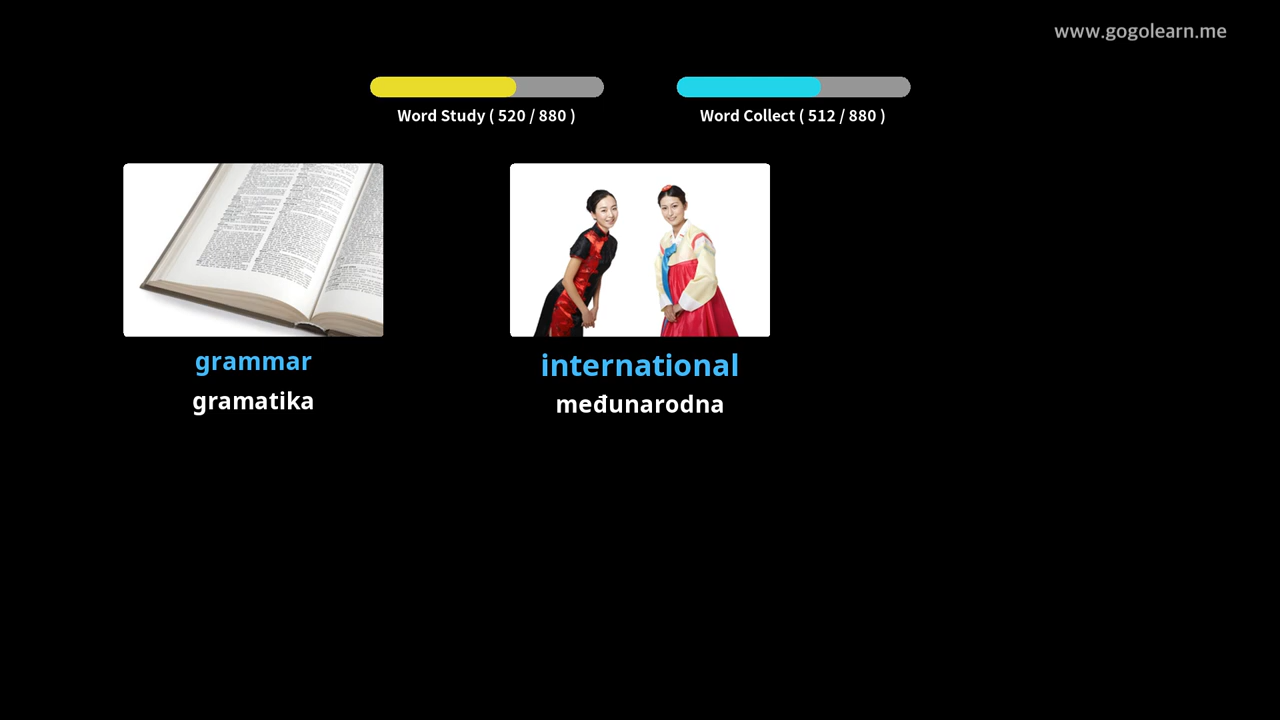 www.gogolearn.me
Word Study ( 520 / 880 )
Word Collect ( 512 / 880 )
grammar
gramatika
international
međunarodna